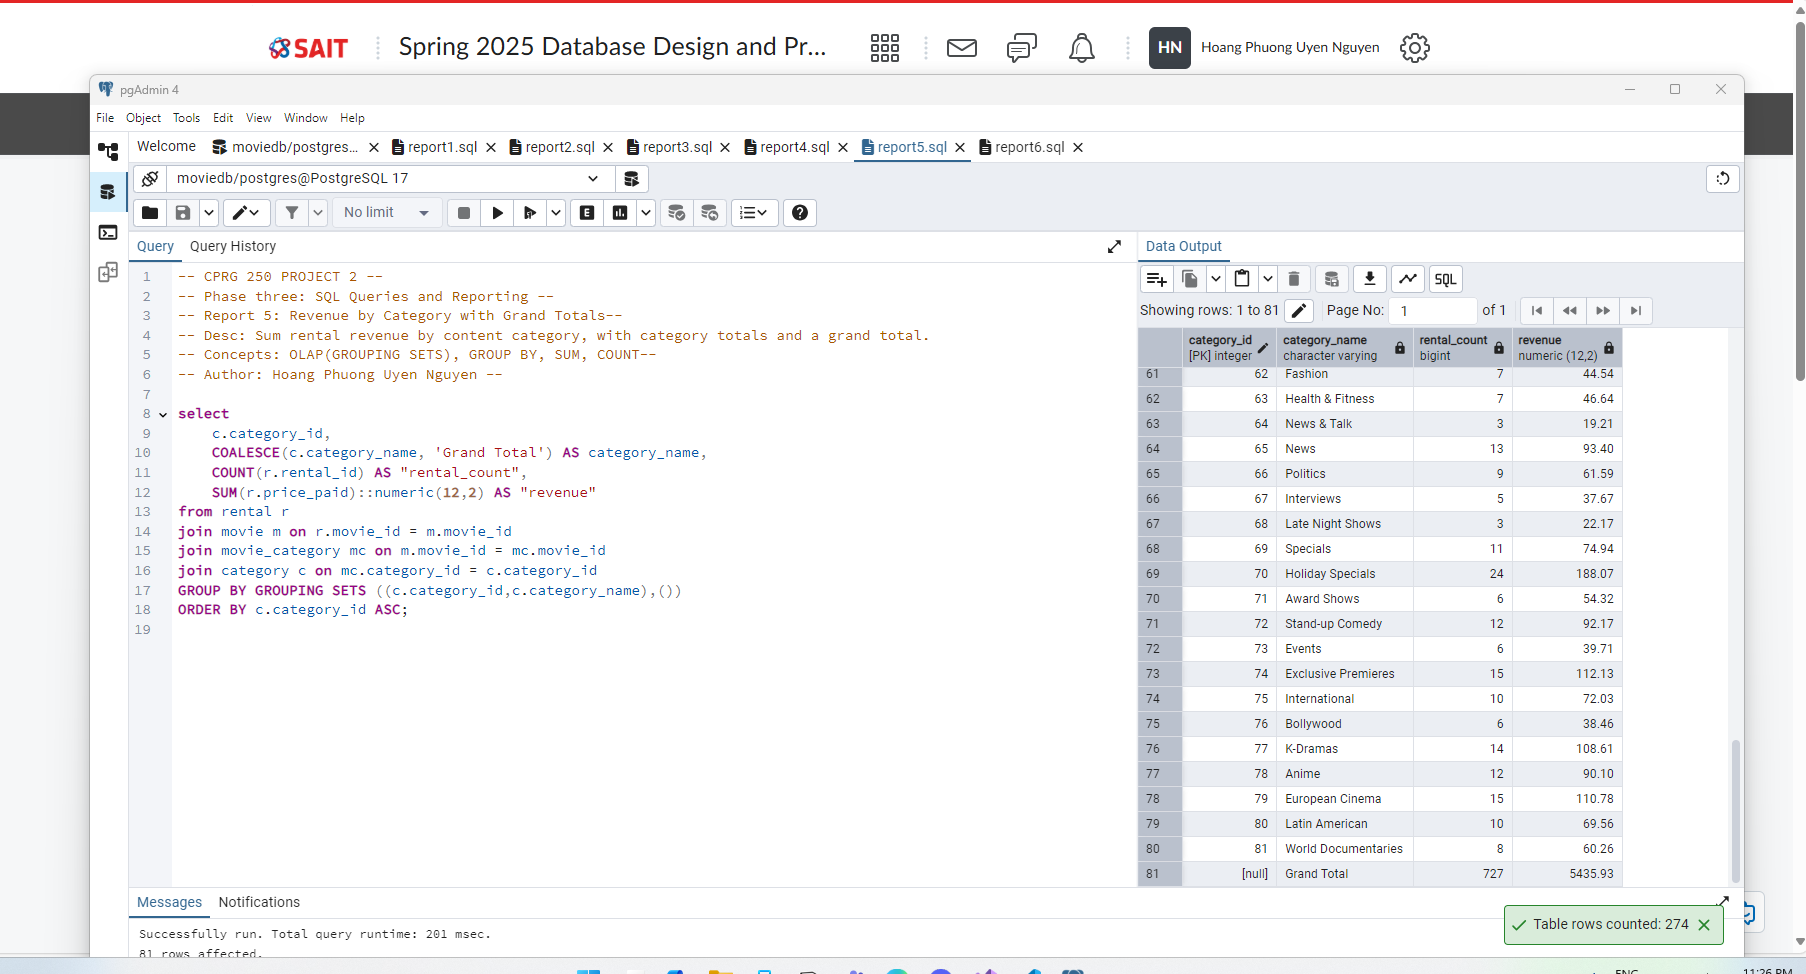 SAIT
Spring 2025 Database Design and Pr...
HN
Hoang Phuong Uyen Nguyen
pgAdmin 4
File Object Tools Edit View Window Help
Welcome moviedb/postgres... report1.sql report2.sql report3.sql report4.sql report5.sql report6.sql
moviedb/postgres@PostgreSQL 17
No limit
E
Query Query History
Data Output
1 -- CPRG 250 PROJECT 2 --
2 -- Phase three: SQL Queries and Reporting --
3 -- Report 5: Revenue by Category with Grand Totals--
4 -- Desc: Sum rental revenue by content category, with category totals and a grand total.
5 -- Concepts: OLAP(GROUPING SETS), GROUP BY, SUM, COUNT--
6 -- Author: Hoang Phuong Uyen Nguyen --
7
8 select
9 c.category_id,
10 COALESCE(c.category_name, 'Grand Total') AS category_name,
11 COUNT(r.rental_id) AS "rental_count",
12 SUM(r.price_paid)::numeric(12,2) AS "revenue"
13 from rental r
14 join movie m on r.movie_id = m.movie_id
15 join movie_category mc on m.movie_id = mc.movie_id
16 join category c on mc.category_id = c.category_id
17 GROUP BY GROUPING SETS ((c.category_id,c.category_name),())
18 ORDER BY c.category_id ASC;
19
SQL
Showing rows: 1 to 81 Page No: 1 of 1
category_id category_name rental_count revenue
[PK] integer character varying bigint numeric (12,2)
61 62 Fashion 7 44.54
62 63 Health & Fitness 7 46.64
63 64 News & Talk 3 19.21
64 65 News 13 93.40
65 66 Politics 9 61.59
66 67 Interviews 5 37.67
67 68 Late Night Shows 3 22.17
68 69 Specials 11 74.94
69 70 Holiday Specials 24 188.07
70 71 Award Shows 6 54.32
71 72 Stand-up Comedy 12 92.17
72 73 Events 6 39.71
73 74 Exclusive Premieres 15 112.13
74 75 International 10 72.03
75 76 Bollywood 6 38.46
76 77 K-Dramas 14 108.61
77 78 Anime 12 90.10
78 79 European Cinema 15 110.78
79 80 Latin American 10 69.56
80 81 World Documentaries 8 60.26
81 [null] Grand Total 727 5435.93
Messages Notifications
Successfully run. Total query runtime: 201 msec.
81 rows affected.
Table rows counted: 274
ENG
11:26 PM